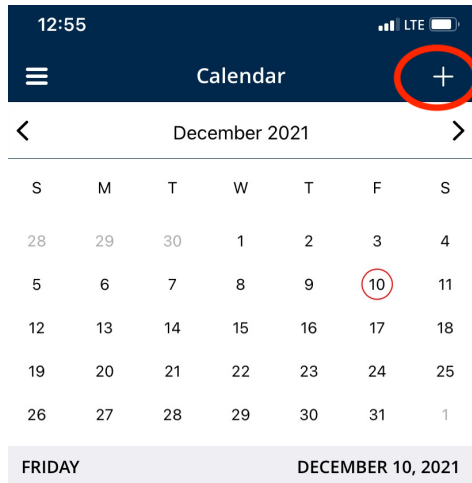 12:55 LTE
Calendar +
< December 2021 >
S M T W T F S
28 29 30 1 2 3 4
5 6 7 8 9 10 11
12 13 14 15 16 17 18
19 20 21 22 23 24 25
26 27 28 29 30 31 1
FRIDAY DECEMBER 10, 2021